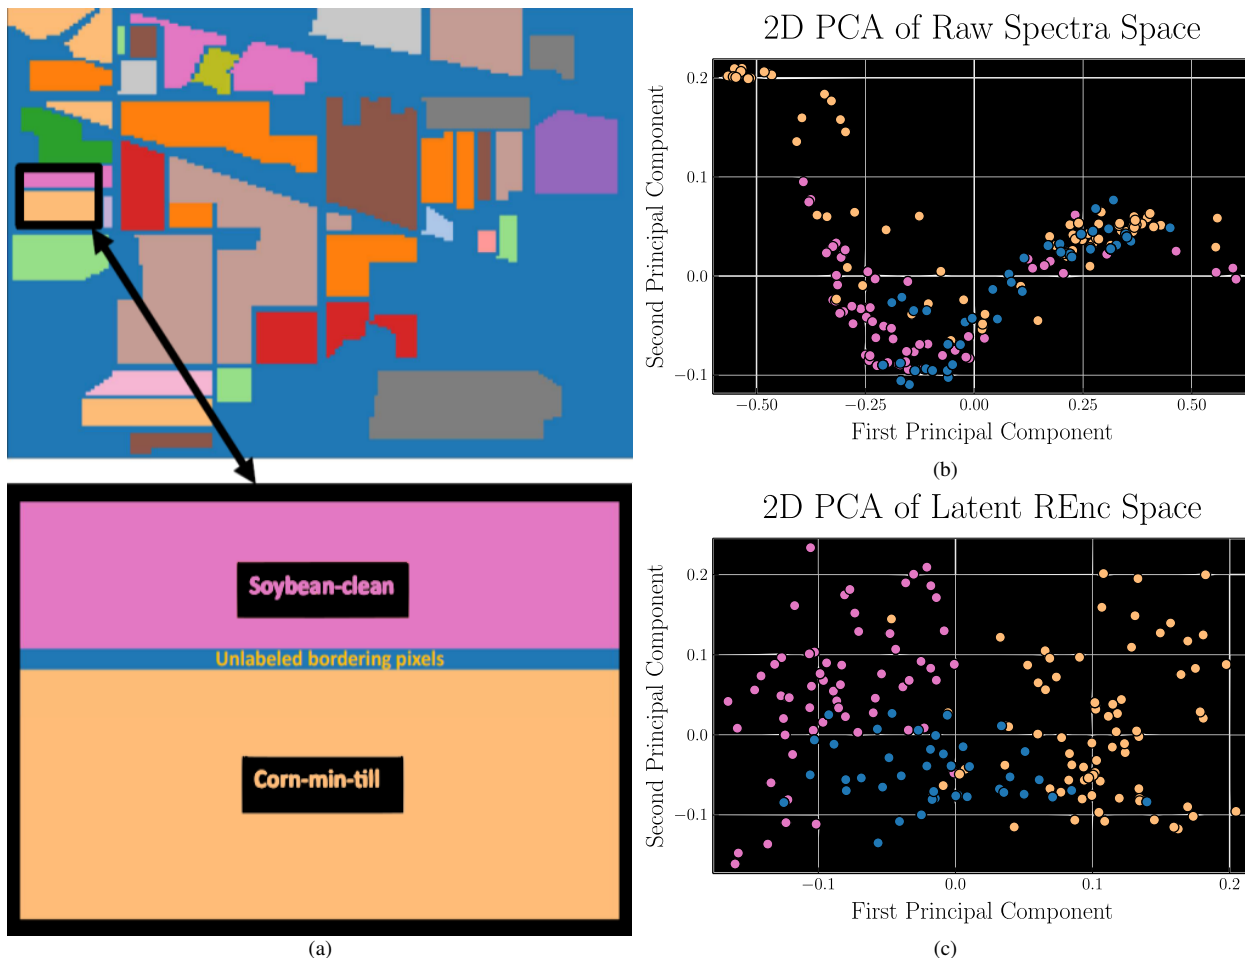 Soybean-clean
Unlabeled bordering pixels
Corn-min-till
(a)
2D PCA of Raw Spectra Space
Second Principal Component
0.2
0.1
0.0
−0.1
−0.50 −0.25 0.00 0.25 0.50
First Principal Component
(b)
2D PCA of Latent REnc Space
Second Principal Component
0.2
0.1
0.0
−0.1
−0.1 0.0 0.1 0.2
First Principal Component
(c)